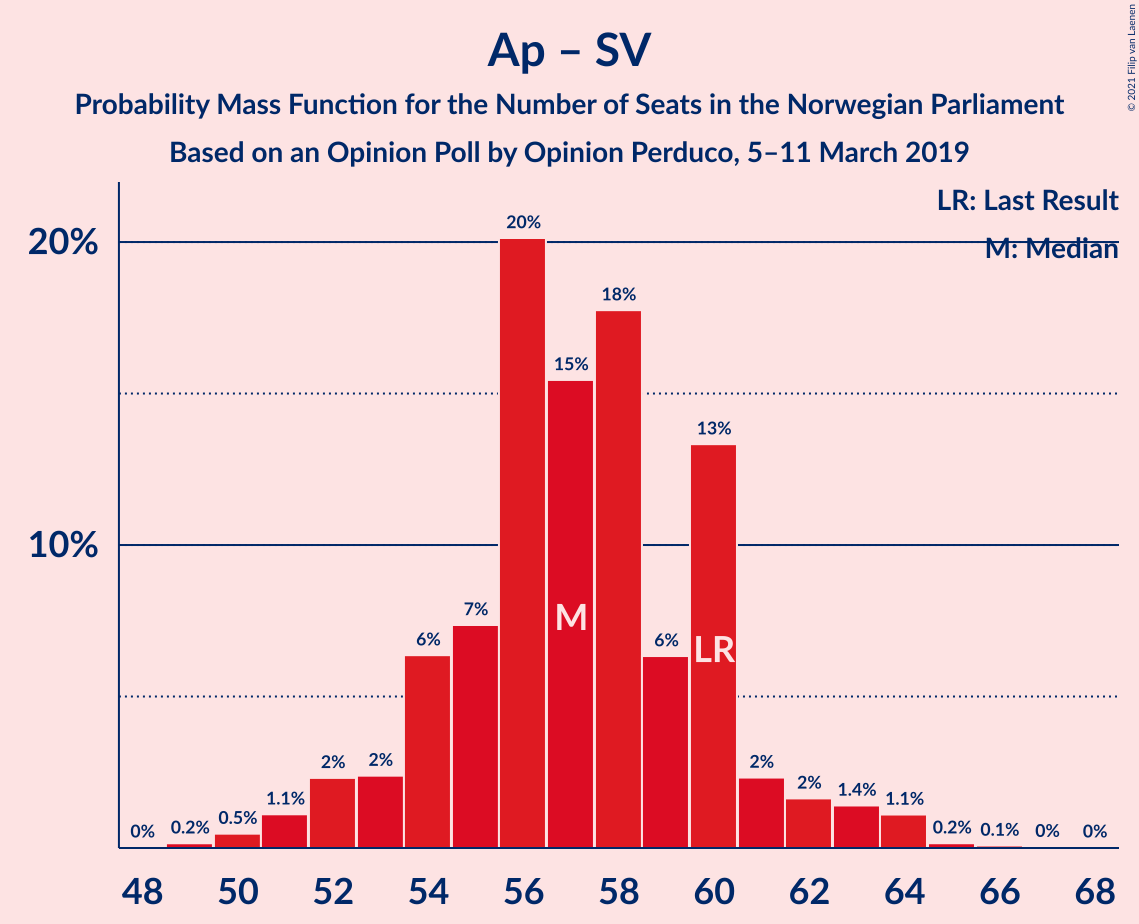 © 2021 Filip van Laenen
Ap – SV
Probability Mass Function for the Number of Seats in the Norwegian Parliament
Based on an Opinion Poll by Opinion Perduco, 5–11 March 2019
LR: Last Result
M: Median
20%
10%
0%
0.2%
0.5%
1.1%
2%
2%
6%
7%
20%
15%
18%
6%
13%
2%
2%
1.4%
1.1%
0.2%
0.1%
0%
0%
M
LR
48 50 52 54 56 58 60 62 64 66 68